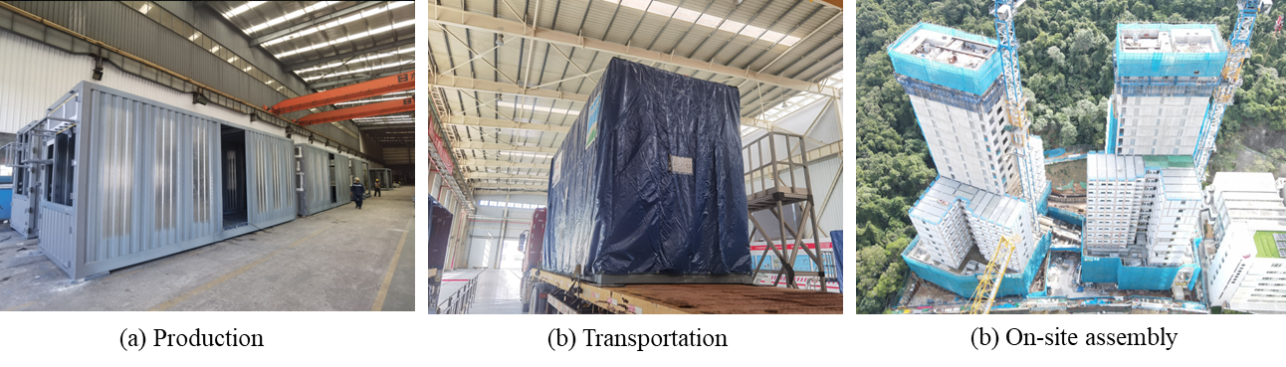 (a) Production
(b) Transportation
(b) On-site assembly